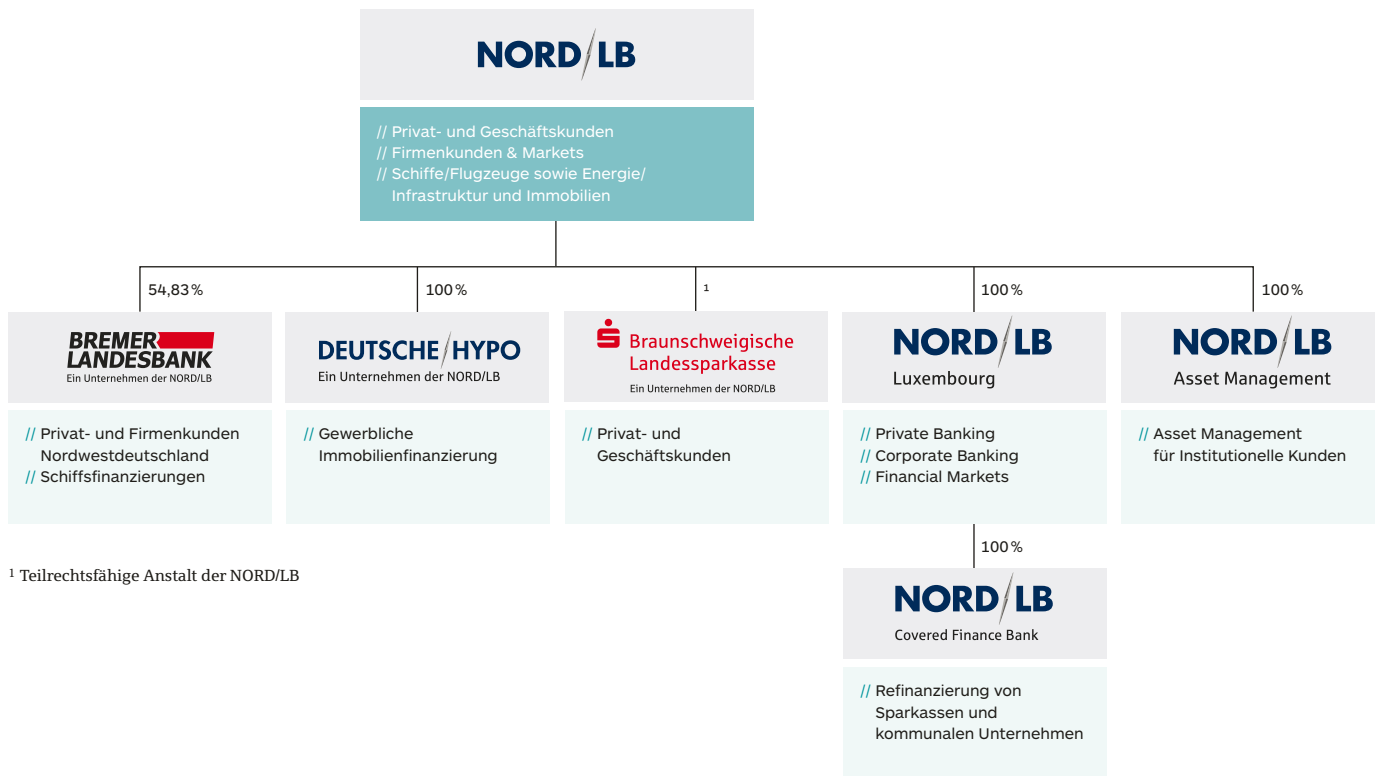 NORD/LB
// Privat- und Geschäftskunden
// Firmenkunden & Markets
// Schiffe/Flugzeuge sowie Energie/
Infrastruktur und Immobilien
54,83 %
100 %
1
100 %
100 %
BREMER
LANDESBANK
Ein Unternehmen der NORD/LB
// Privat- und Firmenkunden
Nordwestdeutschland
// Schiffsfinanzierungen
DEUTSCHE/HYPO
Ein Unternehmen der NORD/LB
// Gewerbliche
Immobilienfinanzierung
Braunschweigische
Landessparkasse
Ein Unternehmen der NORD/LB
// Privat- und
Geschäftskunden
NORD/LB
Luxembourg
// Private Banking
// Corporate Banking
// Financial Markets
NORD/LB
Asset Management
// Asset Management
für Institutionelle Kunden
100 %
NORD/LB
Covered Finance Bank
// Refinanzierung von
Sparkassen und
kommunalen Unternehmen
1 Teilrechtsfähige Anstalt der NORD/LB